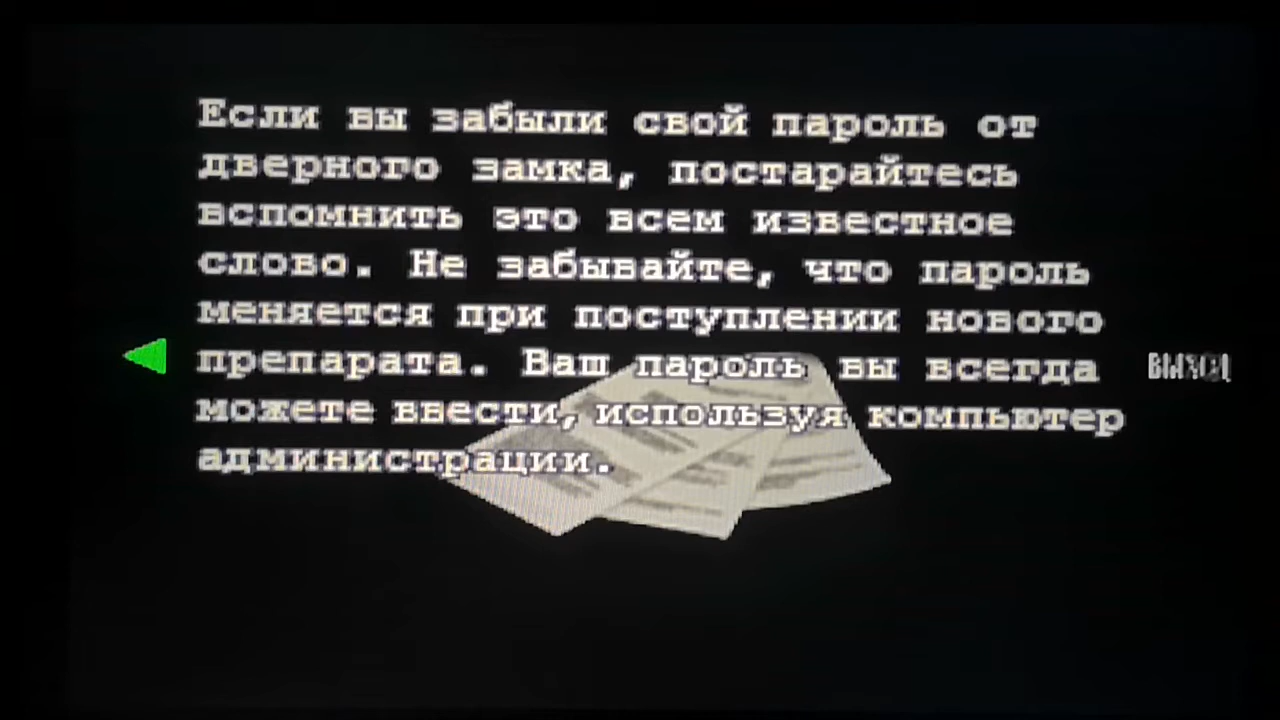 Если вы забыли свой пароль от
дверного замка, постарайтесь
вспомнить это всем известное
слово. Не забывайте, что пароль
меняется при поступлении нового
препарата. Ваш пароль вы всегда
можете ввести, используя компьютер
администрации.
ВЫХОД